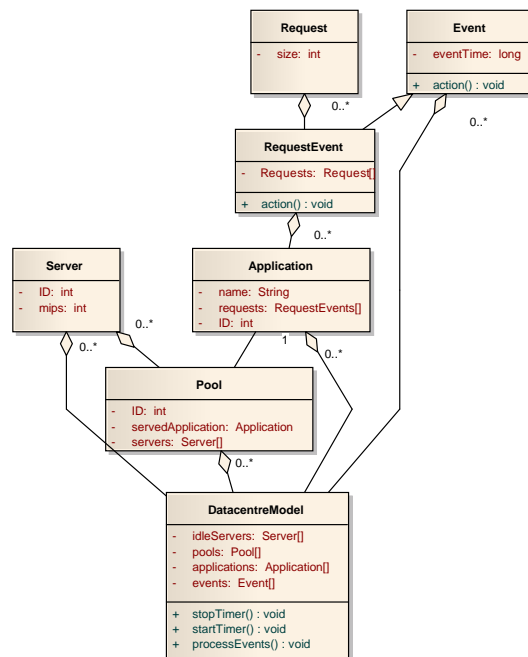 Request
- size: int
Event
- eventTime: long
+ action() : void
0..*
0..*
RequestEvent
- Requests: Request[]
+ action() : void
0..*
Server
- ID: int
- mips: int
Application
- name: String
- requests: RequestEvents[]
- ID: int
0..*
0..*
1
0..*
Pool
- ID: int
- servedApplication: Application
- servers: Server[]
0..*
DatacentreModel
- idleServers: Server[]
- pools: Pool[]
- applications: Application[]
- events: Event[]
+ stopTimer() : void
+ startTimer() : void
+ processEvents() : void